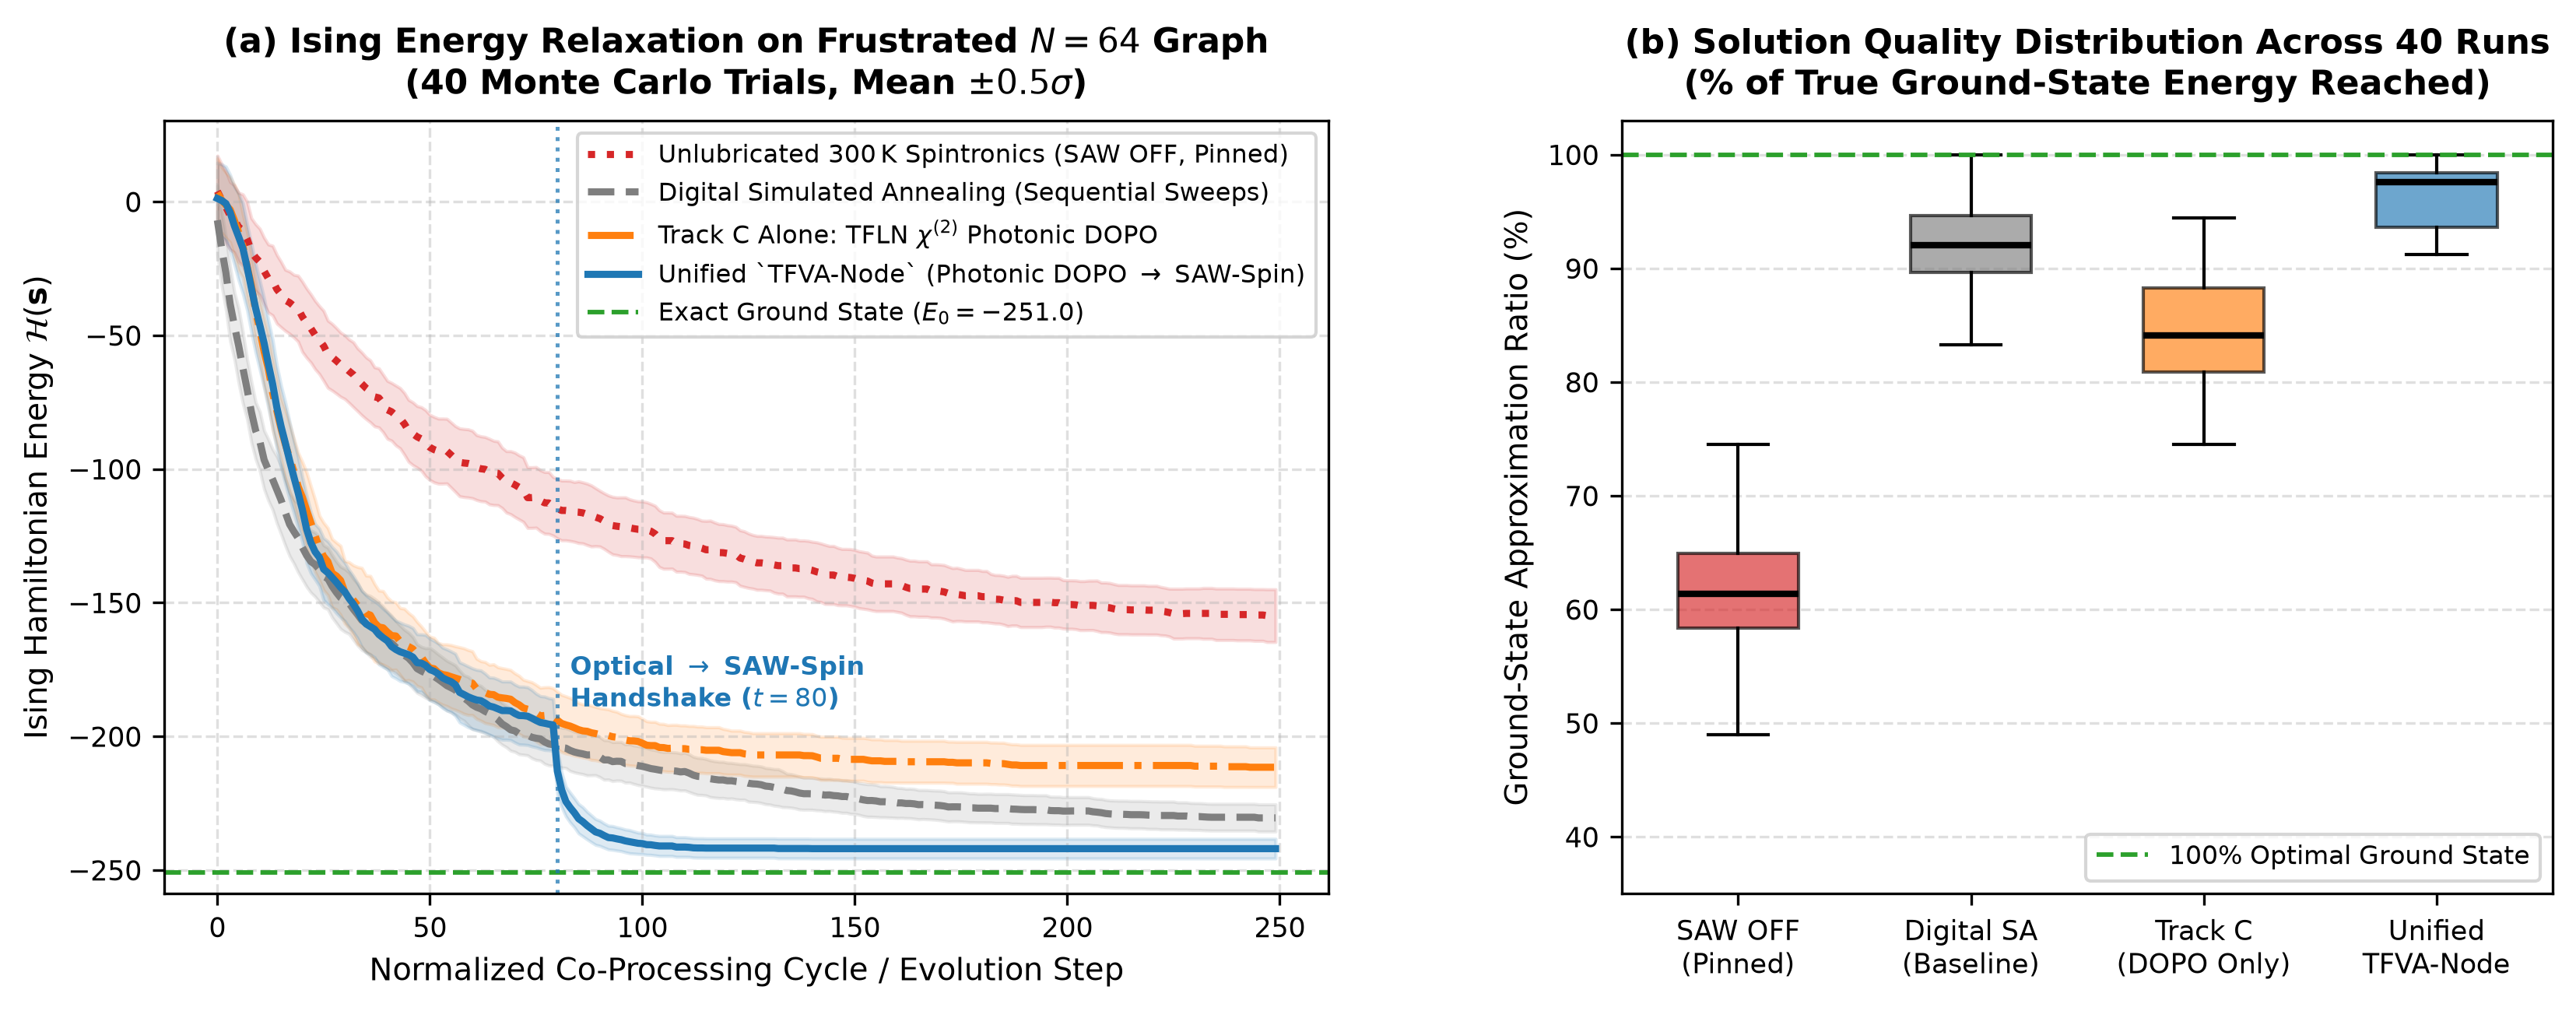 (a) Ising Energy Relaxation on Frustrated N = 64 Graph
(40 Monte Carlo Trials, Mean ±0.5σ)
Ising Hamiltonian Energy ℋ(s)
0
−50
−100
−150
−200
−250
Unlubricated 300 K Spintronics (SAW OFF, Pinned)
Digital Simulated Annealing (Sequential Sweeps)
Track C Alone: TFLN χ⁽²⁾ Photonic DOPO
Unified `TFVA-Node` (Photonic DOPO → SAW-Spin)
Exact Ground State (E₀ = −251.0)
Optical → SAW-Spin
Handshake (t = 80)
0 50 100 150 200 250
Normalized Co-Processing Cycle / Evolution Step
(b) Solution Quality Distribution Across 40 Runs
(% of True Ground-State Energy Reached)
Ground-State Approximation Ratio (%)
100
90
80
70
60
50
40
100% Optimal Ground State
SAW OFF
(Pinned)
Digital SA
(Baseline)
Track C
(DOPO Only)
Unified
TFVA-Node